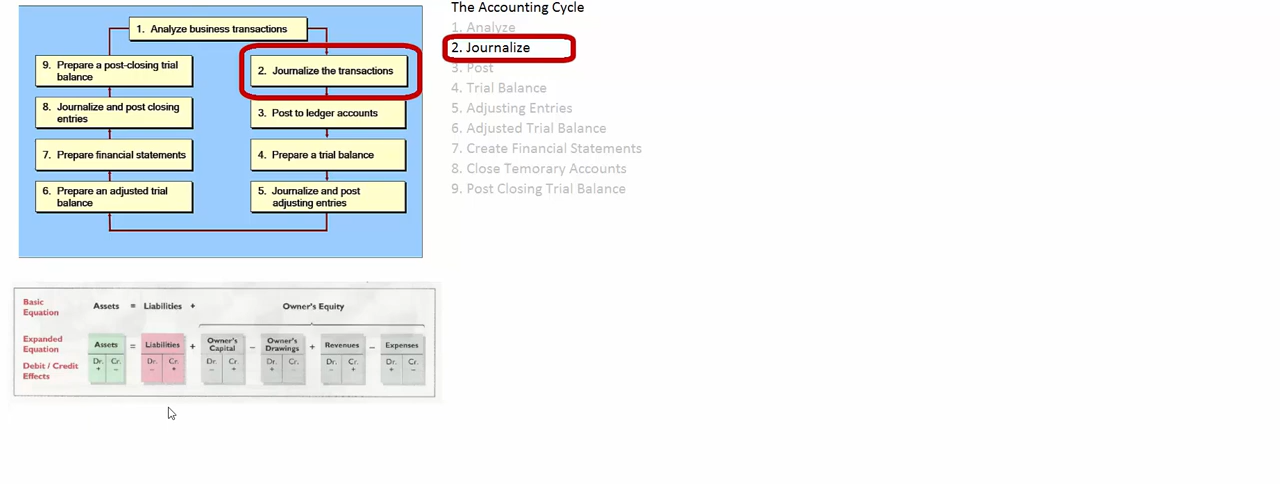 1. Analyze business transactions
2. Journalize the transactions
3. Post to ledger accounts
4. Prepare a trial balance
5. Journalize and post
adjusting entries
6. Prepare an adjusted trial
balance
7. Prepare financial statements
8. Journalize and post closing
entries
9. Prepare a post-closing trial
balance
The Accounting Cycle
1. Analyze
2. Journalize
3. Post
4. Trial Balance
5. Adjusting Entries
6. Adjusted Trial Balance
7. Create Financial Statements
8. Close Temorary Accounts
9. Post Closing Trial Balance
Basic
Equation
Assets = Liabilities + Owner's Equity
Expanded
Equation
Assets = Liabilities + Owner's Capital − Owner's Drawings + Revenues − Expenses
Debit / Credit
Effects
Dr. Cr. Dr. Cr. Dr. Cr. Dr. Cr. Dr. Cr. Dr. Cr.
+ − − + − + + − − + + −